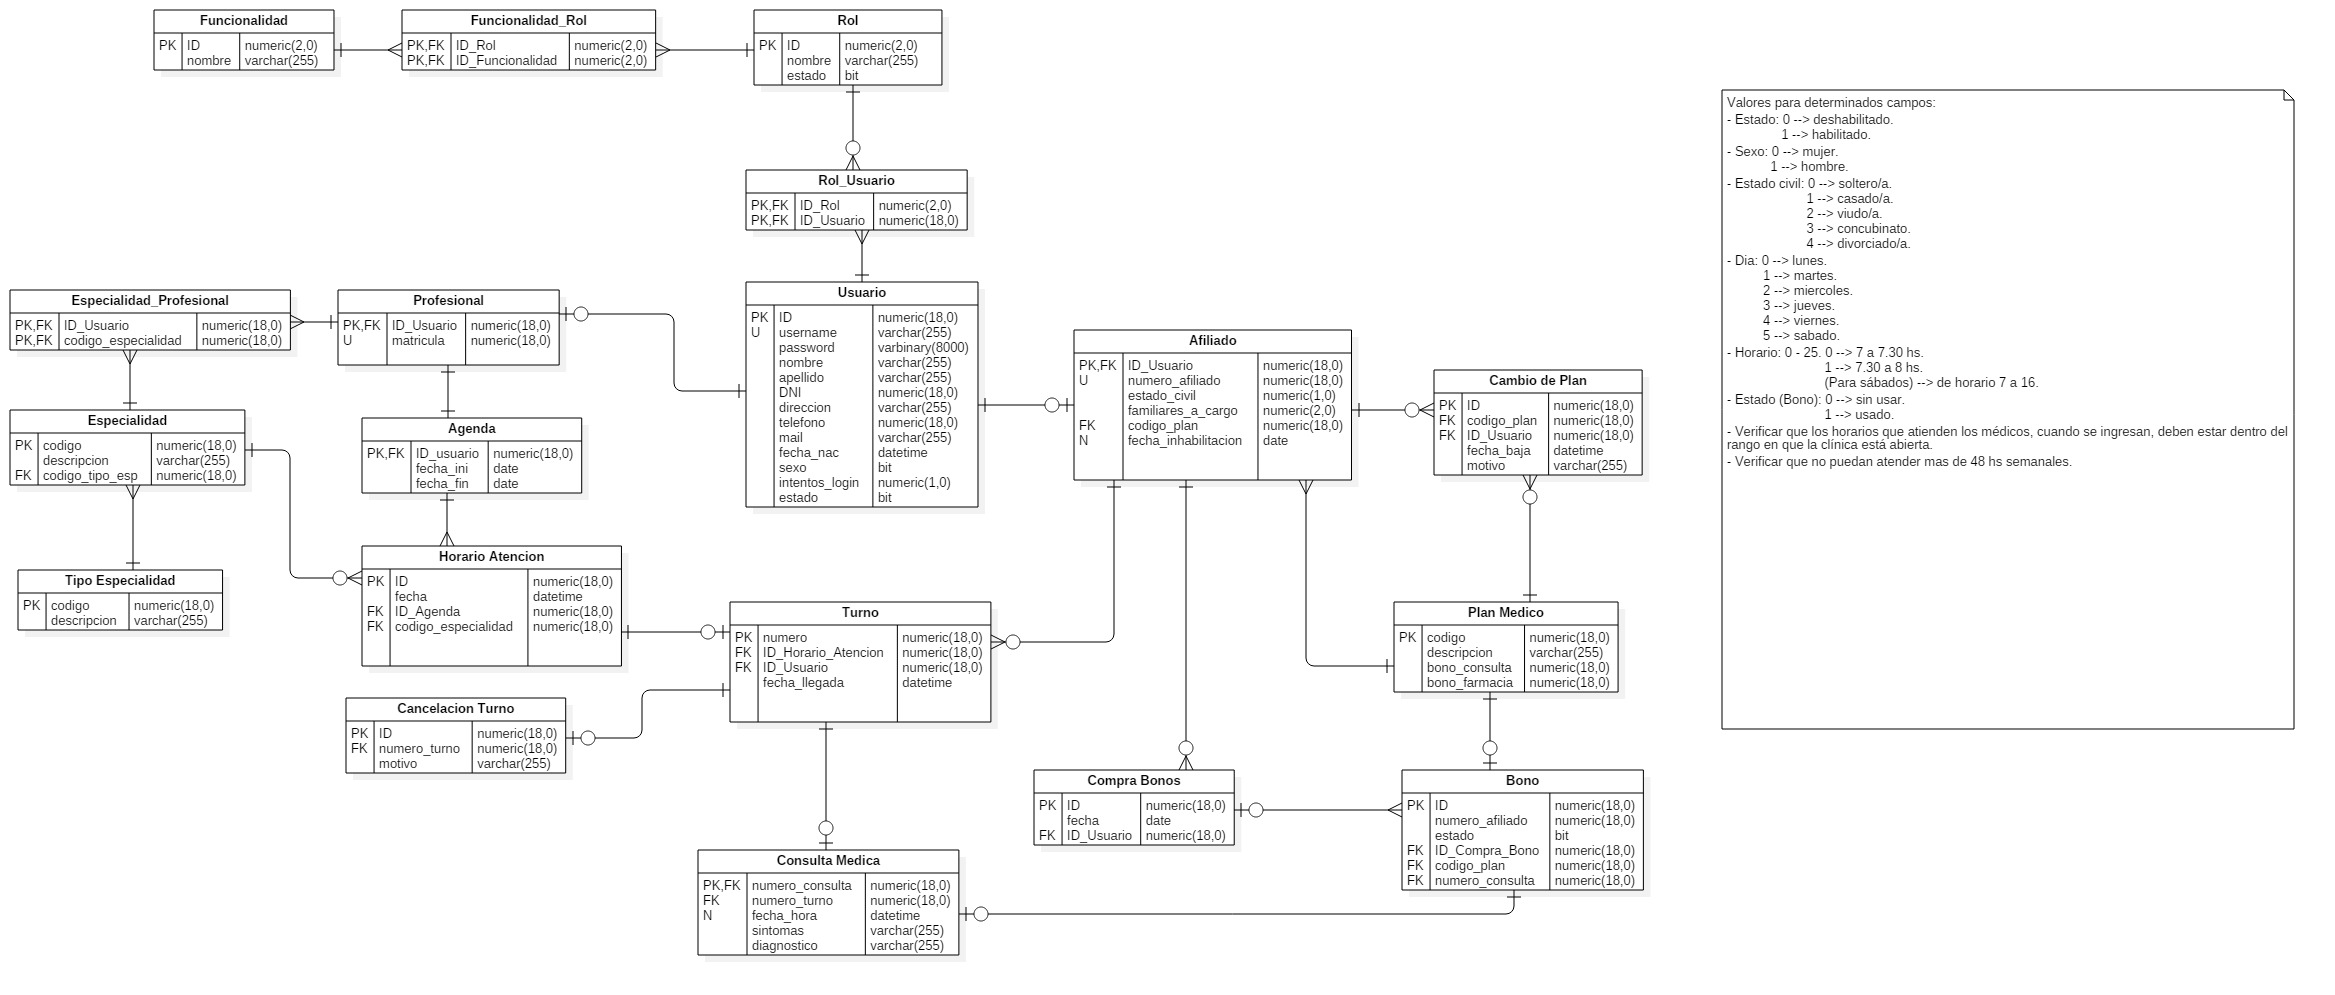 Funcionalidad
PK ID numeric(2,0)
nombre varchar(255)
Funcionalidad_Rol
PK,FK ID_Rol numeric(2,0)
PK,FK ID_Funcionalidad numeric(2,0)
Rol
PK ID numeric(2,0)
nombre varchar(255)
estado bit
Rol_Usuario
PK,FK ID_Rol numeric(2,0)
PK,FK ID_Usuario numeric(18,0)
Especialidad_Profesional
PK,FK ID_Usuario numeric(18,0)
PK,FK codigo_especialidad numeric(18,0)
Profesional
PK,FK ID_Usuario numeric(18,0)
U matricula numeric(18,0)
Usuario
PK ID numeric(18,0)
U username varchar(255)
password varbinary(8000)
nombre varchar(255)
apellido varchar(255)
DNI numeric(18,0)
direccion varchar(255)
telefono numeric(18,0)
mail varchar(255)
fecha_nac datetime
sexo bit
intentos_login numeric(1,0)
estado bit
Afiliado
PK,FK ID_Usuario numeric(18,0)
U numero_afiliado numeric(18,0)
estado_civil numeric(1,0)
familiares_a_cargo numeric(2,0)
FK codigo_plan numeric(18,0)
N fecha_inhabilitacion date
Cambio de Plan
PK ID numeric(18,0)
FK codigo_plan numeric(18,0)
FK ID_Usuario numeric(18,0)
fecha_baja datetime
motivo varchar(255)
Especialidad
PK codigo numeric(18,0)
descripcion varchar(255)
FK codigo_tipo_esp numeric(18,0)
Agenda
PK,FK ID_usuario numeric(18,0)
fecha_ini date
fecha_fin date
Tipo Especialidad
PK codigo numeric(18,0)
descripcion varchar(255)
Horario Atencion
PK ID numeric(18,0)
fecha datetime
FK ID_Agenda numeric(18,0)
FK codigo_especialidad numeric(18,0)
Turno
PK numero numeric(18,0)
FK ID_Horario_Atencion numeric(18,0)
FK ID_Usuario numeric(18,0)
fecha_llegada datetime
Plan Medico
PK codigo numeric(18,0)
descripcion varchar(255)
bono_consulta numeric(18,0)
bono_farmacia numeric(18,0)
Cancelacion Turno
PK ID numeric(18,0)
FK numero_turno numeric(18,0)
motivo varchar(255)
Compra Bonos
PK ID numeric(18,0)
fecha date
FK ID_Usuario numeric(18,0)
Bono
PK ID numeric(18,0)
numero_afiliado numeric(18,0)
estado bit
FK ID_Compra_Bono numeric(18,0)
FK codigo_plan numeric(18,0)
FK numero_consulta numeric(18,0)
Consulta Medica
PK,FK numero_consulta numeric(18,0)
FK numero_turno numeric(18,0)
N fecha_hora datetime
sintomas varchar(255)
diagnostico varchar(255)
Valores para determinados campos:
- Estado: 0 --> deshabilitado.
1 --> habilitado.
- Sexo: 0 --> mujer.
1 --> hombre.
- Estado civil: 0 --> soltero/a.
1 --> casado/a.
2 --> viudo/a.
3 --> concubinato.
4 --> divorciado/a.
- Dia: 0 --> lunes.
1 --> martes.
2 --> miercoles.
3 --> jueves.
4 --> viernes.
5 --> sabado.
- Horario: 0 - 25. 0 --> 7 a 7.30 hs.
1 --> 7.30 a 8 hs.
(Para sábados) --> de horario 7 a 16.
- Estado (Bono): 0 --> sin usar.
1 --> usado.
- Verificar que los horarios que atienden los médicos, cuando se ingresan, deben estar dentro del
rango en que la clínica está abierta.
- Verificar que no puedan atender mas de 48 hs semanales.